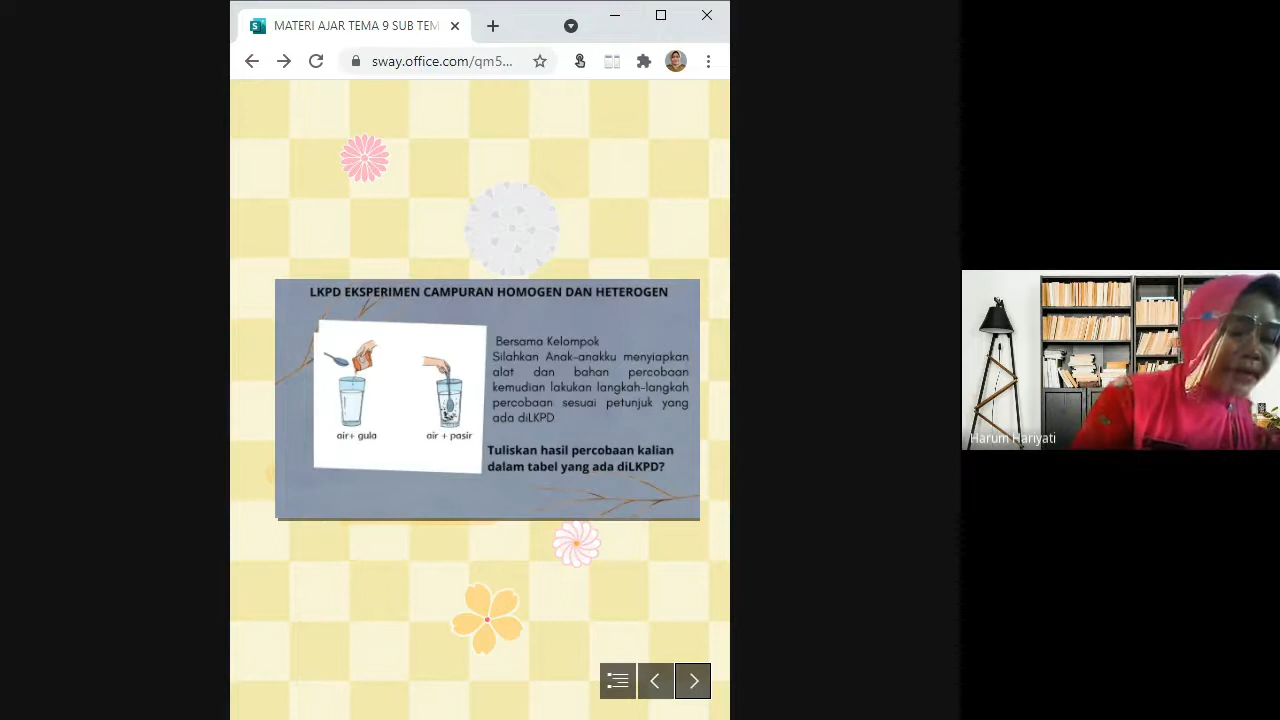 MATERI AJAR TEMA 9 SUB TEM
sway.office.com/qm5...
LKPD EKSPERIMEN CAMPURAN HOMOGEN DAN HETEROGEN
Bersama Kelompok
Silahkan Anak-anakku menyiapkan
alat dan bahan percobaan
kemudian lakukan langkah-langkah
percobaan sesuai petunjuk yang
ada diLKPD
air+ gula
air + pasir
Tuliskan hasil percobaan kalian
dalam tabel yang ada diLKPD?
Harum Hariyati